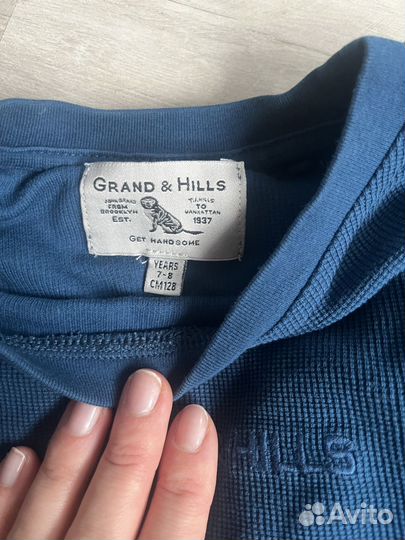 GRAND & HILLS
JOHN GRAND
FROM
BROOKLYN
EST.
T.J. HILLS
TO
MANHATTAN
1937
GET HANDSOME
YEARS
7-8
CM128
HILLS
Avito